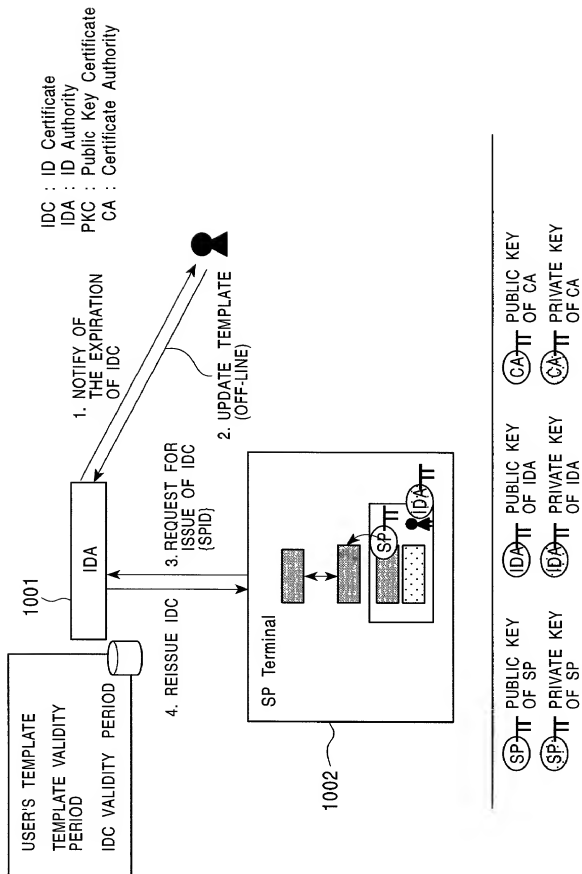 USER'S TEMPLATE
TEMPLATE VALIDITY
PERIOD
IDC VALIDITY PERIOD
1001
IDA
IDC : ID Certificate
IDA : ID Authority
PKC : Public Key Certificate
CA : Certificate Authority
1. NOTIFY OF
THE EXPIRATION
OF IDC
2. UPDATE TEMPLATE
(OFF-LINE)
3. REQUEST FOR
ISSUE OF IDC
{SPID}
4. REISSUE IDC
SP Terminal
SP
IDA
1002
SP PUBLIC KEY
OF SP
IDA PUBLIC KEY
OF IDA
CA PUBLIC KEY
OF CA
SP PRIVATE KEY
OF SP
IDA PRIVATE KEY
OF IDA
CA PRIVATE KEY
OF CA